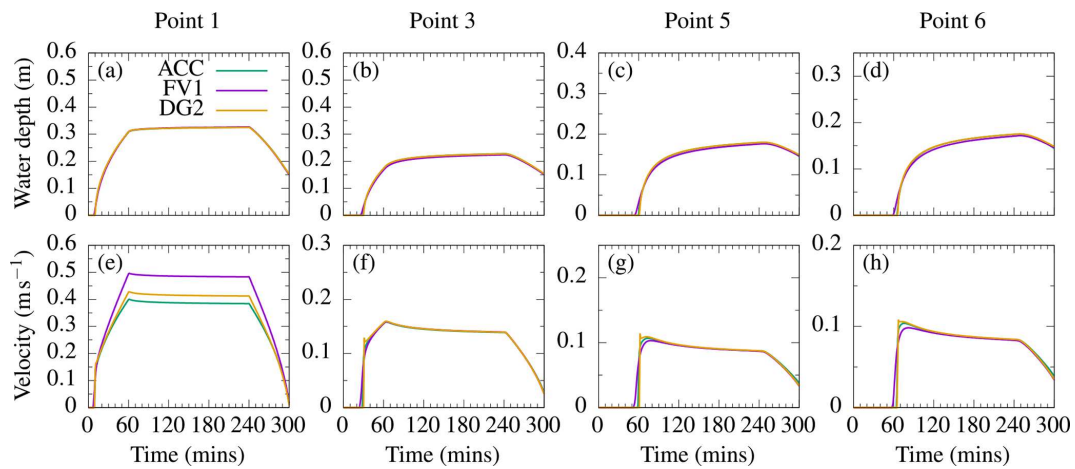 Point 1 Point 3 Point 5 Point 6
Water depth (m)
0.6 0.5 0.4 0.3 0.2 0.1 0
(a)
ACC
FV1
DG2
0.6 0.5 0.4 0.3 0.2 0.1 0
(b)
0.4 0.3 0.2 0.1 0
(c)
0.3 0.2 0.1 0
(d)
Velocity (m s−1)
0.6 0.5 0.4 0.3 0.2 0.1 0
(e)
0.3 0.2 0.1 0
(f)
0.2 0.1 0
(g)
0.2 0.1 0
(h)
0 60 120 180 240 300 0 60 120 180 240 300 0 60 120 180 240 300 0 60 120 180 240 300
Time (mins) Time (mins) Time (mins) Time (mins)